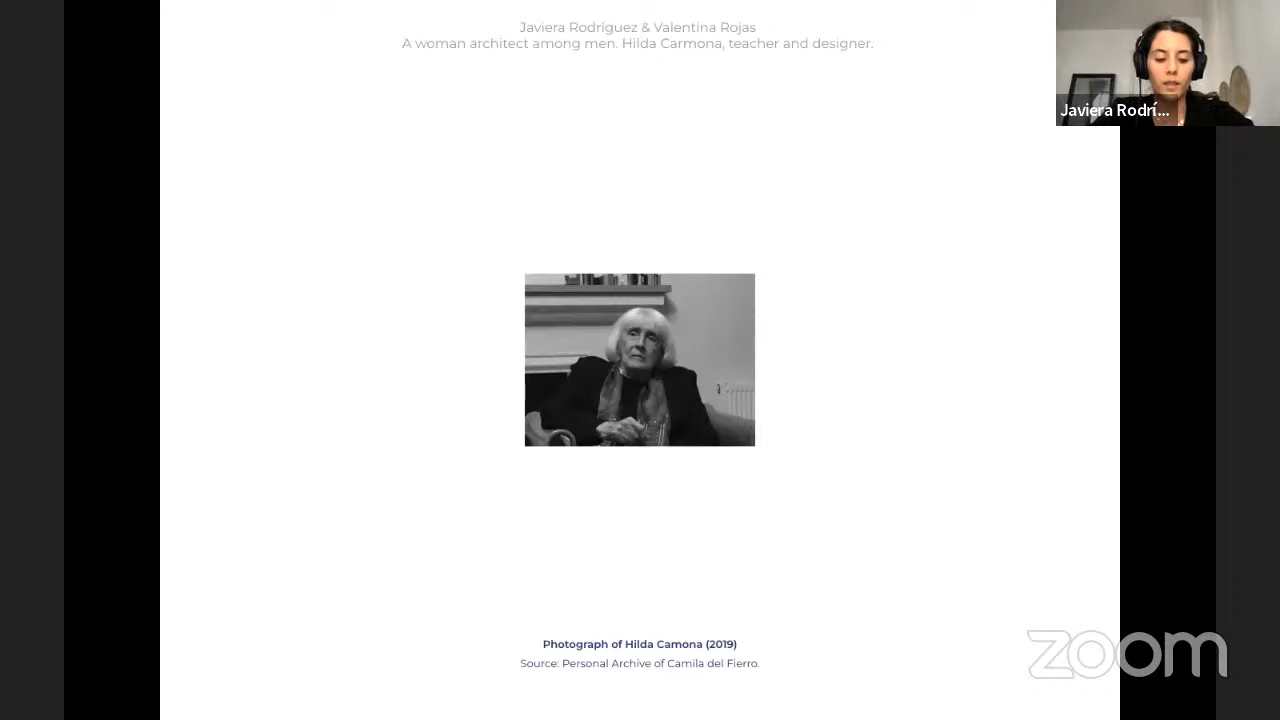 Javiera Rodríguez & Valentina Rojas
A woman architect among men. Hilda Carmona, teacher and designer.
Javiera Rodrí...
Photograph of Hilda Camona (2019)
Source: Personal Archive of Camila del Fierro.
zoom